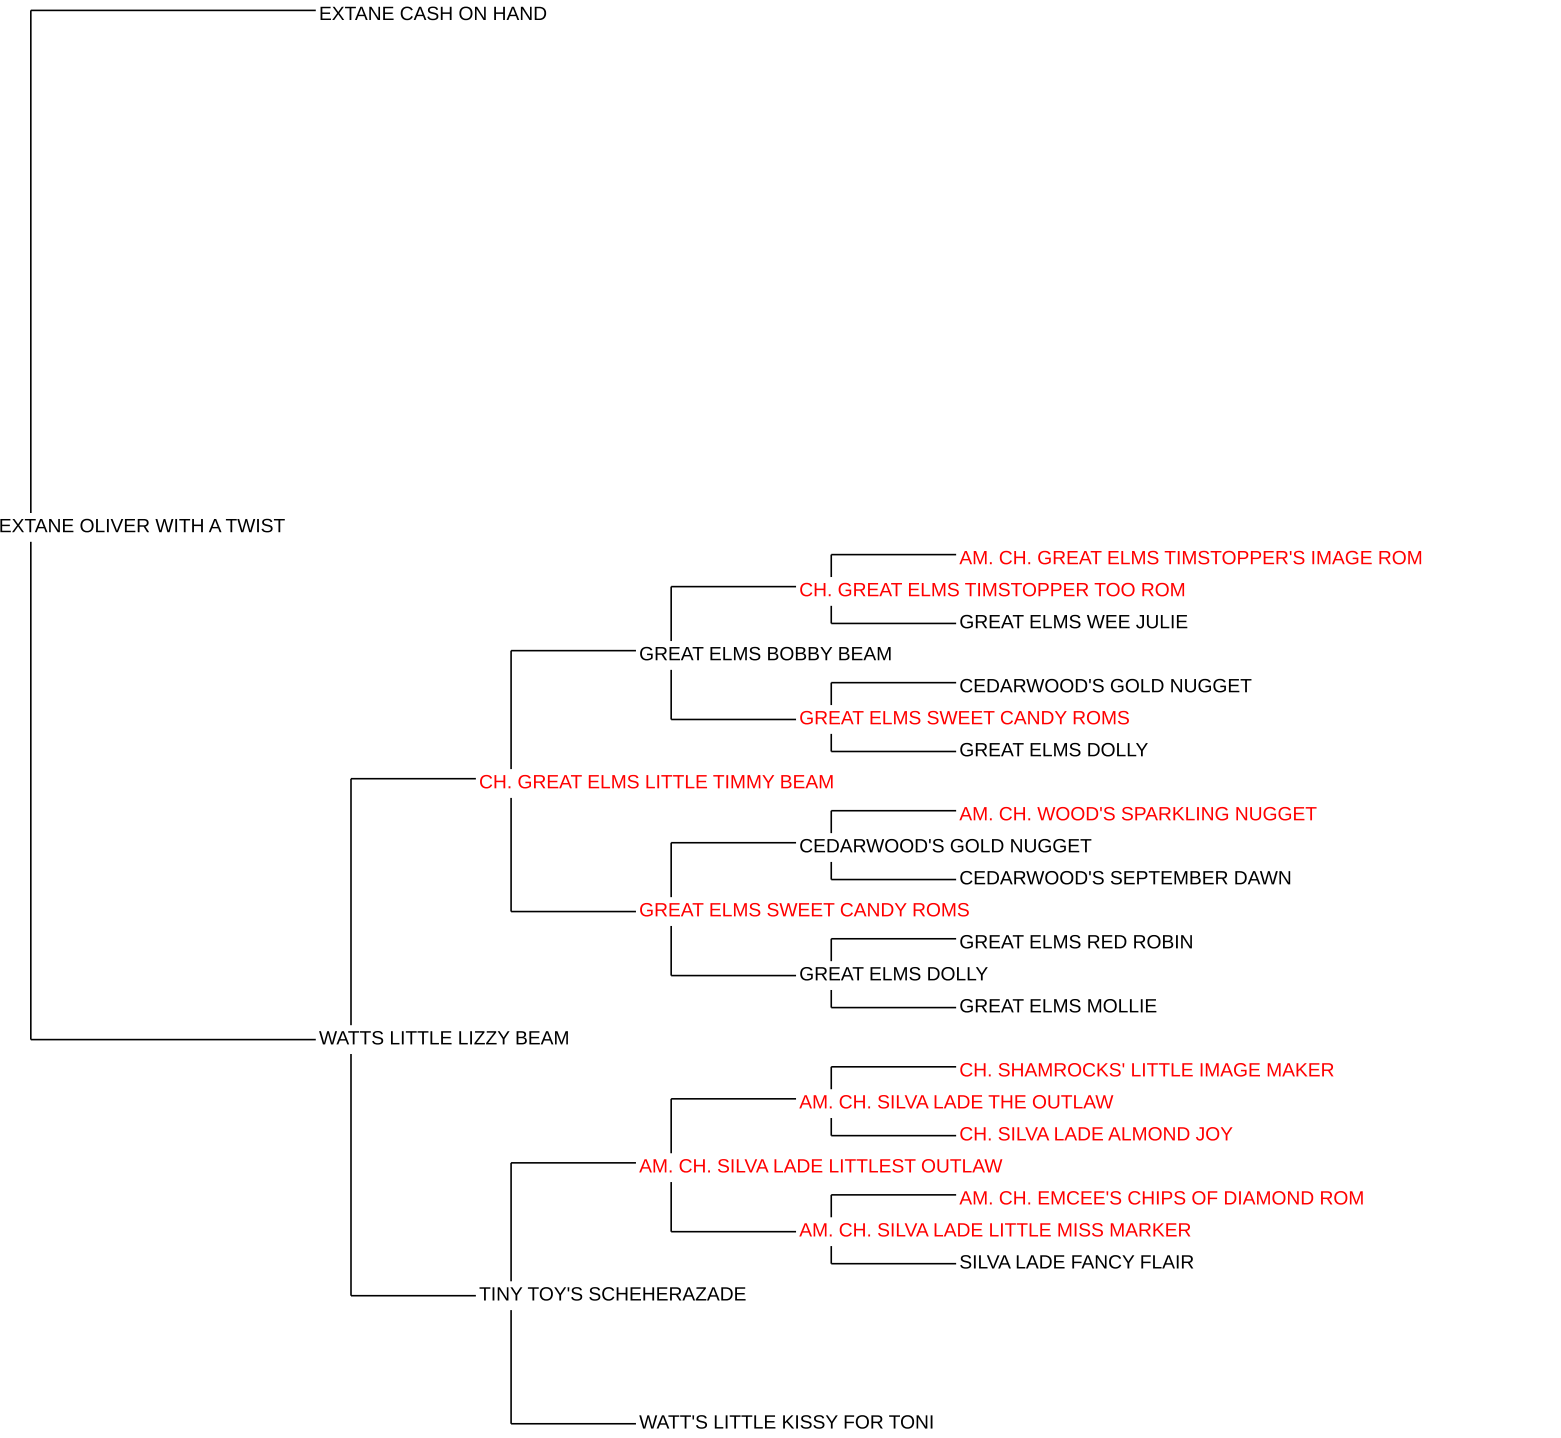 EXTANE CASH ON HAND
EXTANE OLIVER WITH A TWIST
AM. CH. GREAT ELMS TIMSTOPPER'S IMAGE ROM
CH. GREAT ELMS TIMSTOPPER TOO ROM
GREAT ELMS WEE JULIE
GREAT ELMS BOBBY BEAM
CEDARWOOD'S GOLD NUGGET
GREAT ELMS SWEET CANDY ROMS
GREAT ELMS DOLLY
CH. GREAT ELMS LITTLE TIMMY BEAM
AM. CH. WOOD'S SPARKLING NUGGET
CEDARWOOD'S GOLD NUGGET
CEDARWOOD'S SEPTEMBER DAWN
GREAT ELMS SWEET CANDY ROMS
GREAT ELMS RED ROBIN
GREAT ELMS DOLLY
GREAT ELMS MOLLIE
WATTS LITTLE LIZZY BEAM
CH. SHAMROCKS' LITTLE IMAGE MAKER
AM. CH. SILVA LADE THE OUTLAW
CH. SILVA LADE ALMOND JOY
AM. CH. SILVA LADE LITTLEST OUTLAW
AM. CH. EMCEE'S CHIPS OF DIAMOND ROM
AM. CH. SILVA LADE LITTLE MISS MARKER
SILVA LADE FANCY FLAIR
TINY TOY'S SCHEHERAZADE
WATT'S LITTLE KISSY FOR TONI